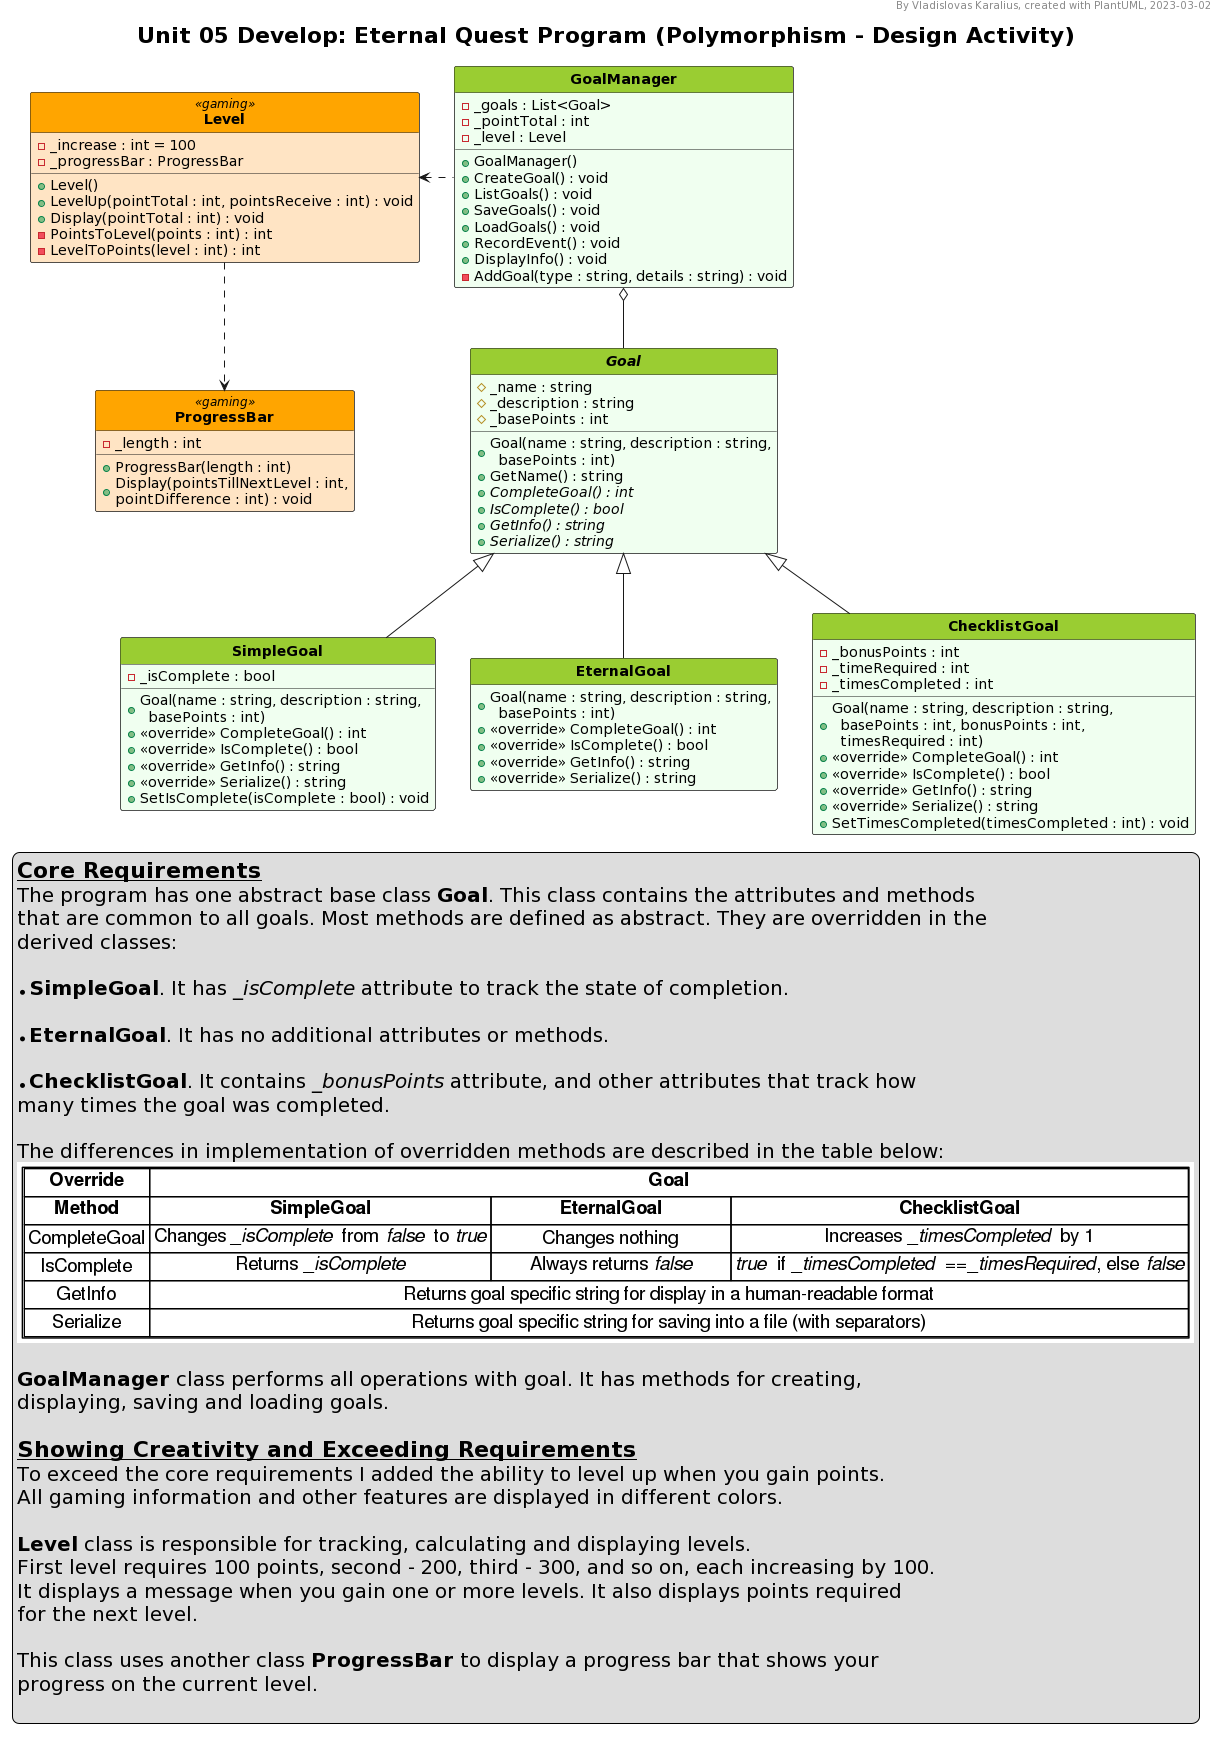 By Vladislovas Karalius, created with PlantUML, 2023-03-02
Unit 05 Develop: Eternal Quest Program (Polymorphism - Design Activity)
«gaming»
Level
_increase : int = 100
_progressBar : ProgressBar
Level()
LevelUp(pointTotal : int, pointsReceive : int) : void
Display(pointTotal : int) : void
PointsToLevel(points : int) : int
LevelToPoints(level : int) : int
GoalManager
_goals : List<Goal>
_pointTotal : int
_level : Level
GoalManager()
CreateGoal() : void
ListGoals() : void
SaveGoals() : void
LoadGoals() : void
RecordEvent() : void
DisplayInfo() : void
AddGoal(type : string, details : string) : void
«gaming»
ProgressBar
_length : int
ProgressBar(length : int)
Display(pointsTillNextLevel : int,
pointDifference : int) : void
Goal
_name : string
_description : string
_basePoints : int
Goal(name : string, description : string,
basePoints : int)
GetName() : string
CompleteGoal() : int
IsComplete() : bool
GetInfo() : string
Serialize() : string
SimpleGoal
_isComplete : bool
Goal(name : string, description : string,
basePoints : int)
«override» CompleteGoal() : int
«override» IsComplete() : bool
«override» GetInfo() : string
«override» Serialize() : string
SetIsComplete(isComplete : bool) : void
EternalGoal
Goal(name : string, description : string,
basePoints : int)
«override» CompleteGoal() : int
«override» IsComplete() : bool
«override» GetInfo() : string
«override» Serialize() : string
ChecklistGoal
_bonusPoints : int
_timeRequired : int
_timesCompleted : int
Goal(name : string, description : string,
basePoints : int, bonusPoints : int,
timesRequired : int)
«override» CompleteGoal() : int
«override» IsComplete() : bool
«override» GetInfo() : string
«override» Serialize() : string
SetTimesCompleted(timesCompleted : int) : void
Core Requirements
The program has one abstract base class Goal. This class contains the attributes and methods
that are common to all goals. Most methods are defined as abstract. They are overridden in the
derived classes:
• SimpleGoal. It has _isComplete attribute to track the state of completion.
• EternalGoal. It has no additional attributes or methods.
• ChecklistGoal. It contains _bonusPoints attribute, and other attributes that track how
many times the goal was completed.
The differences in implementation of overridden methods are described in the table below:
Override Goal
Method SimpleGoal EternalGoal ChecklistGoal
CompleteGoal Changes _isComplete from false to true Changes nothing Increases _timesCompleted by 1
IsComplete Returns _isComplete Always returns false true if _timesCompleted ==_timesRequired, else false
GetInfo Returns goal specific string for display in a human-readable format
Serialize Returns goal specific string for saving into a file (with separators)
GoalManager class performs all operations with goal. It has methods for creating,
displaying, saving and loading goals.
Showing Creativity and Exceeding Requirements
To exceed the core requirements I added the ability to level up when you gain points.
All gaming information and other features are displayed in different colors.
Level class is responsible for tracking, calculating and displaying levels.
First level requires 100 points, second - 200, third - 300, and so on, each increasing by 100.
It displays a message when you gain one or more levels. It also displays points required
for the next level.
This class uses another class ProgressBar to display a progress bar that shows your
progress on the current level.